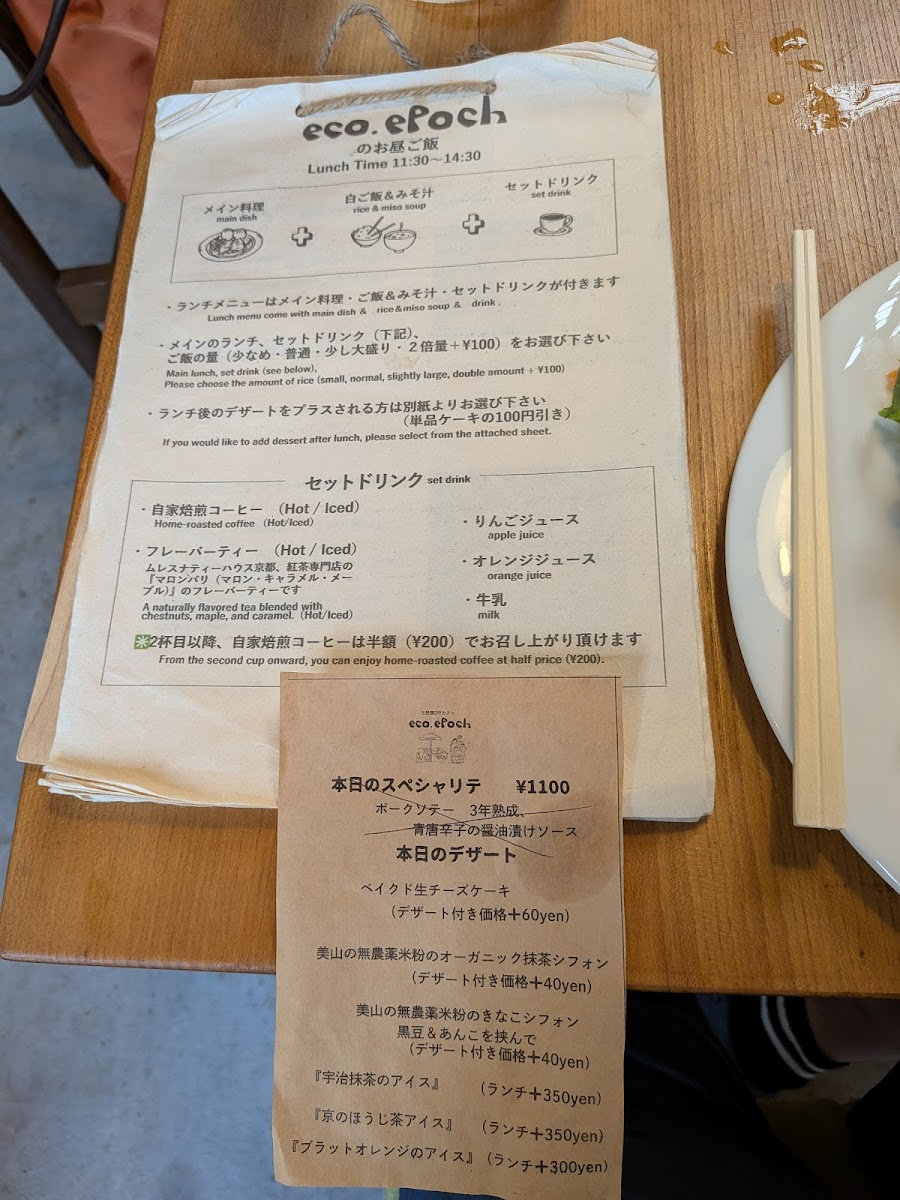 eco.epoch
のお昼ご飯
Lunch Time 11:30～14:30
メイン料理
main dish
白ご飯＆みそ汁
rice & miso soup
セットドリンク
set drink
・ランチメニューはメイン料理・ご飯＆みそ汁・セットドリンクが付きます
Lunch menu come with main dish & rice&miso soup & drink .
・メインのランチ、セットドリンク（下記）、
ご飯の量（少なめ・普通・少し大盛り・２倍量＋¥100）をお選び下さい
Main lunch, set drink (see below),
Please choose the amount of rice (small, normal, slightly large, double amount + ¥100)
・ランチ後のデザートをプラスされる方は別紙よりお選び下さい
（単品ケーキの100円引き）
If you would like to add dessert after lunch, please select from the attached sheet.
セットドリンク set drink
・自家焙煎コーヒー （Hot / Iced）
Home-roasted coffee （Hot/Iced）
・フレーバーティー （Hot / Iced）
ムレスナティーハウス京都、紅茶専門店の
『マロンパリ（マロン・キャラメル・メー
プル）』のフレーバーティーです
A naturally flavored tea blended with
chestnuts, maple, and caramel.（Hot/Iced）
・りんごジュース
apple juice
・オレンジジュース
orange juice
・牛乳
milk
※2杯目以降、自家焙煎コーヒーは半額（¥200）でお召し上がり頂けます
From the second cup onward, you can enjoy home-roasted coffee at half price (¥200).
eco.epoch
本日のスペシャリテ ¥1100
ポークソテー 3年熟成、
青唐辛子の醤油漬けソース
本日のデザート
ベイクド生チーズケーキ
（デザート付き価格＋60yen）
美山の無農薬米粉のオーガニック抹茶シフォン
（デザート付き価格＋40yen）
美山の無農薬米粉のきなこシフォン
黒豆＆あんこを挟んで
（デザート付き価格＋40yen）
『宇治抹茶のアイス』 （ランチ＋350yen）
『京のほうじ茶アイス』 （ランチ＋350yen）
『ブラットオレンジのアイス』（ランチ＋300yen）